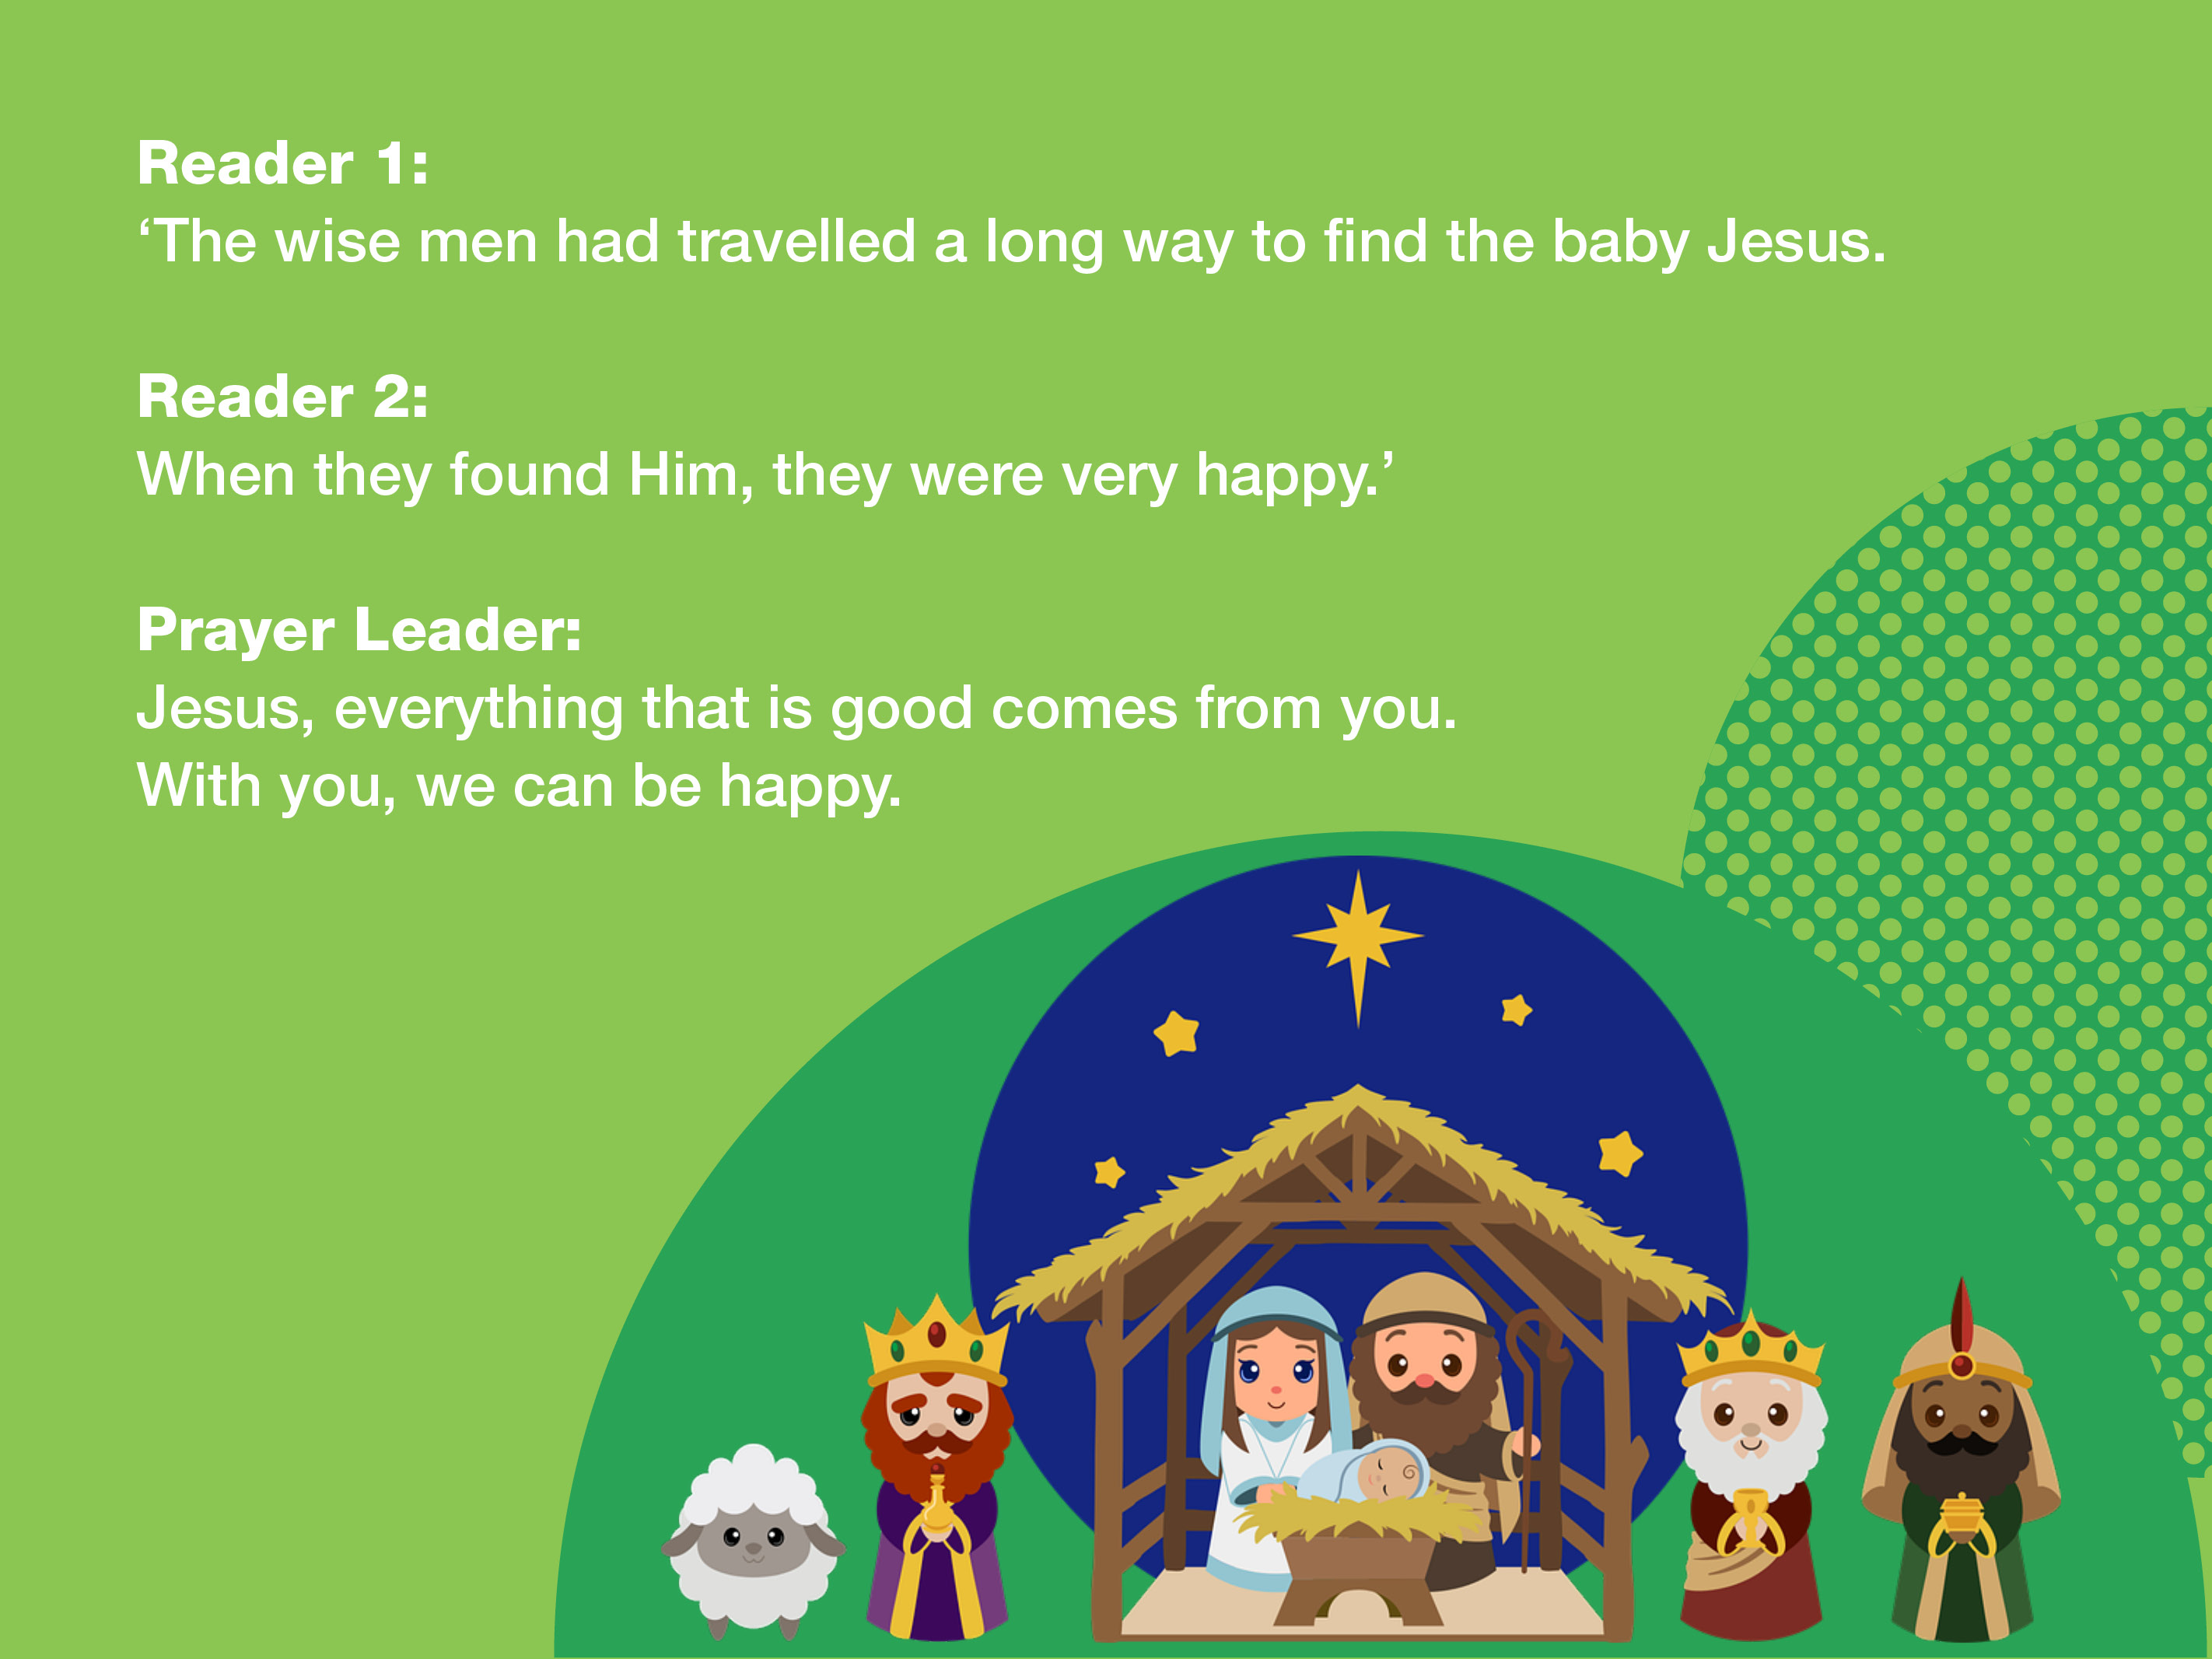 Reader 1:
‘The wise men had travelled a long way to find the baby Jesus.
Reader 2:
When they found Him, they were very happy.’
Prayer Leader:
Jesus, everything that is good comes from you.
With you, we can be happy.